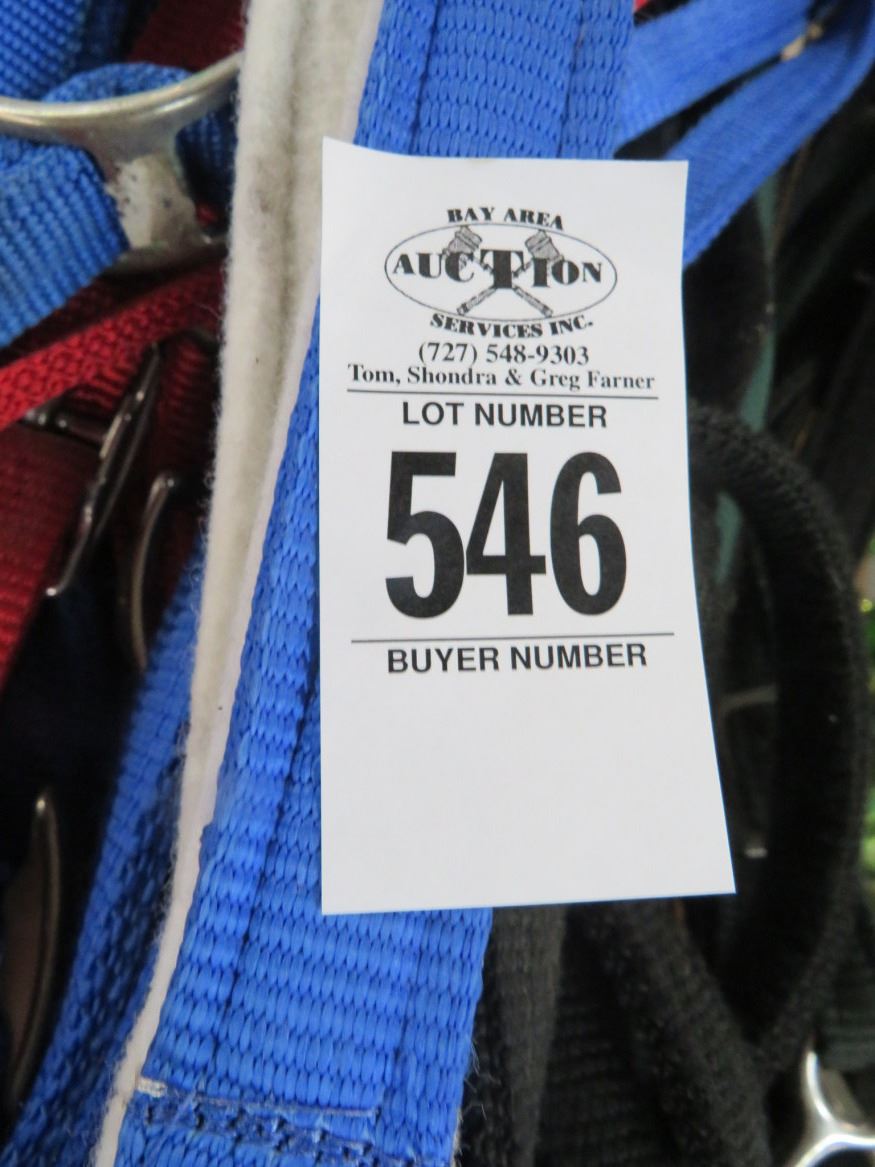 BAY AREA
AUCTION
SERVICES INC.
(727) 548-9303
Tom, Shondra & Greg Farner
LOT NUMBER
546
BUYER NUMBER